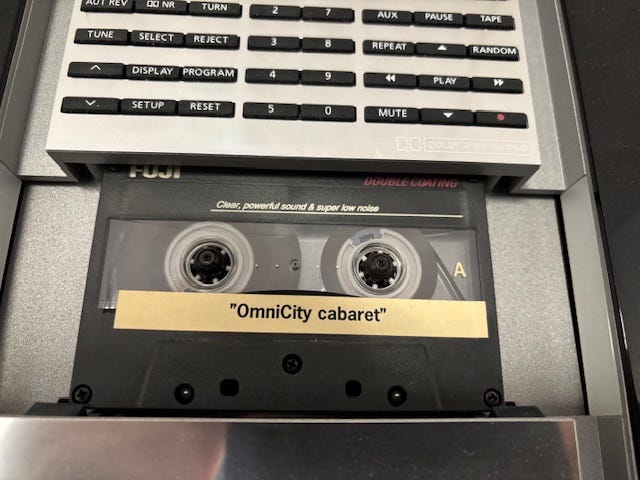 AUT REV NR TURN 2 7 AUX PAUSE TAPE
TUNE SELECT REJECT 3 8 REPEAT RANDOM
DISPLAY PROGRAM 4 9 PLAY
SETUP RESET 5 0 MUTE
DOLBY B NR HX PRO
FUJI
DOUBLE COATING
Clear, powerful sound & super low noise
A
"OmniCity cabaret"